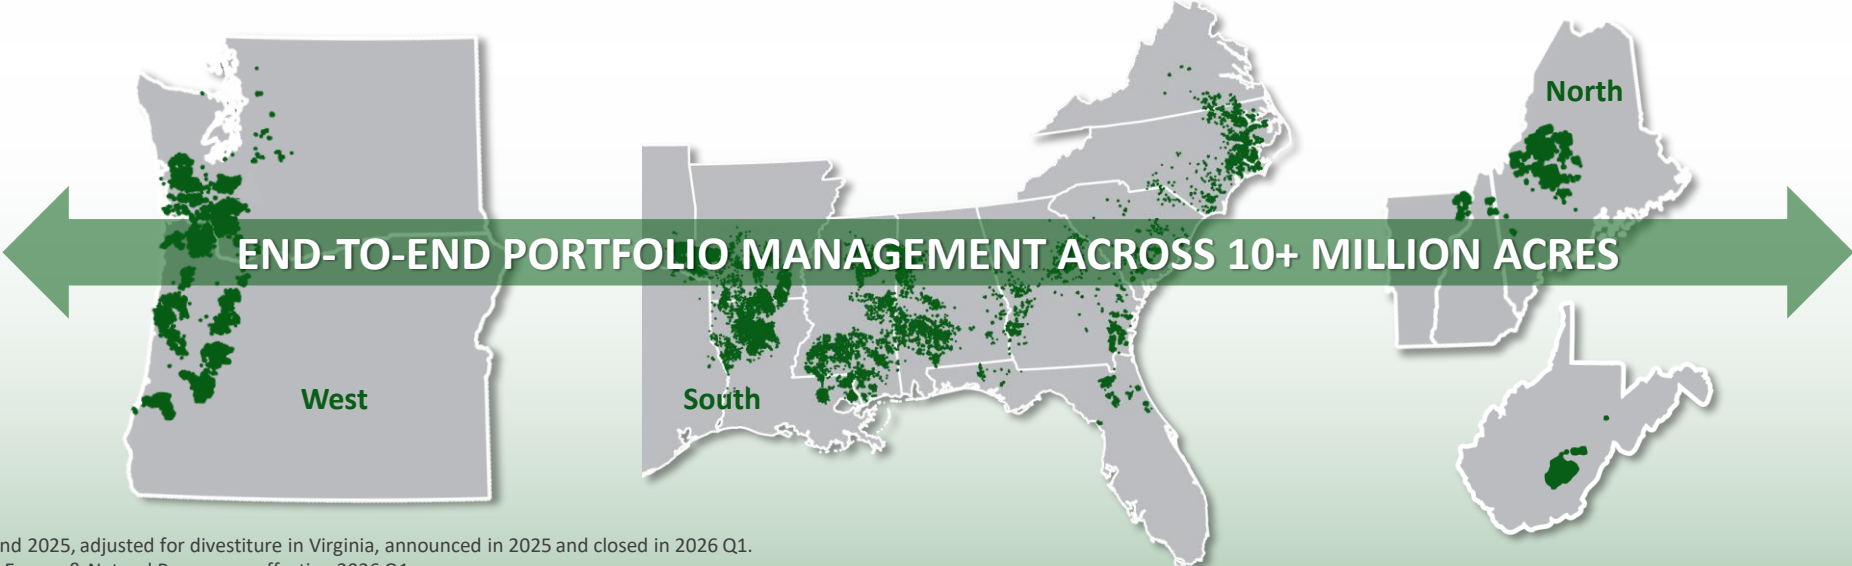 North
END-TO-END PORTFOLIO MANAGEMENT ACROSS 10+ MILLION ACRES
West
South
nd 2025, adjusted for divestiture in Virginia, announced in 2025 and closed in 2026 Q1.